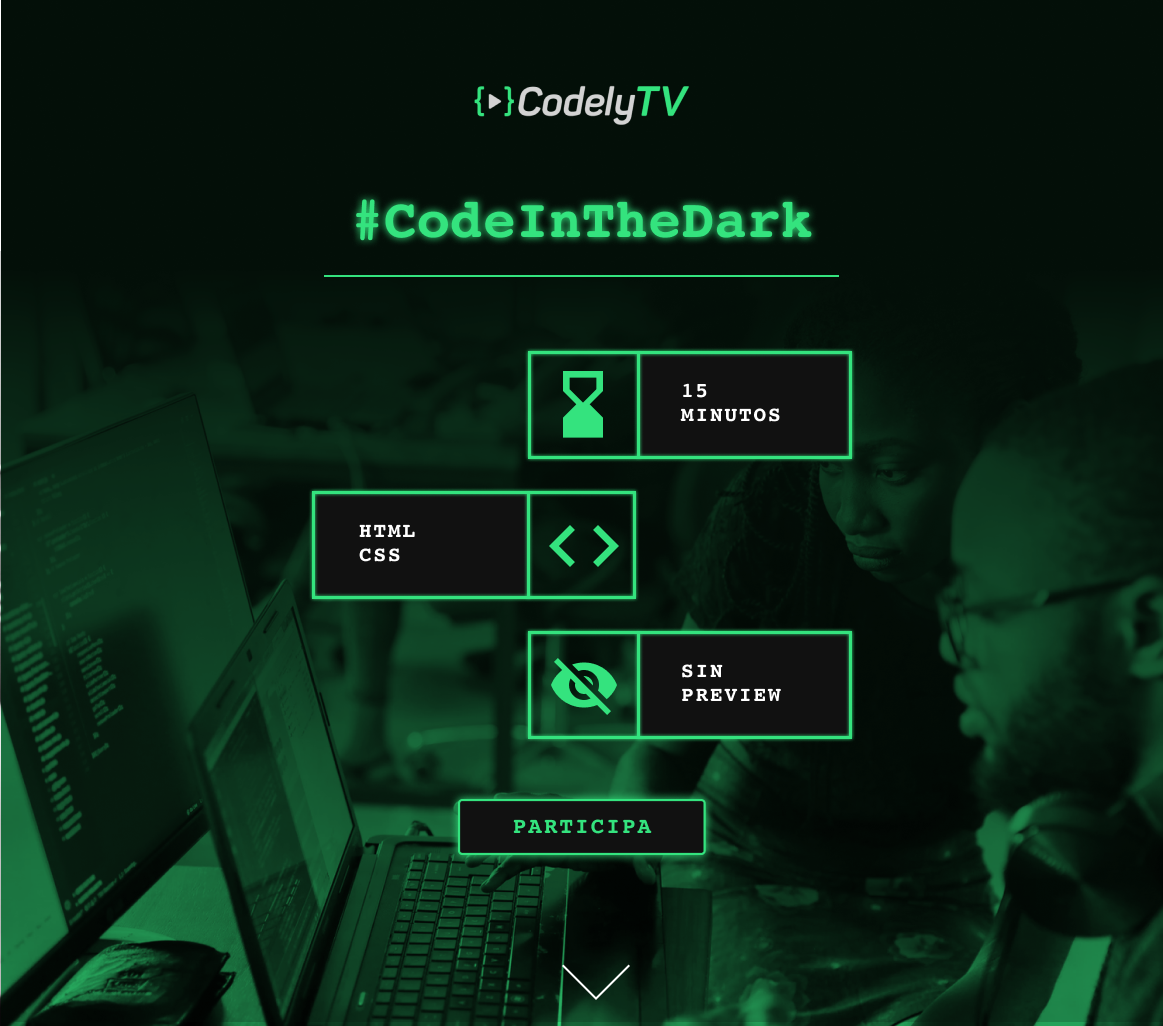 {▶}CodelyTV
#CodeInTheDark
15
MINUTOS
HTML
CSS
SIN
PREVIEW
PARTICIPA